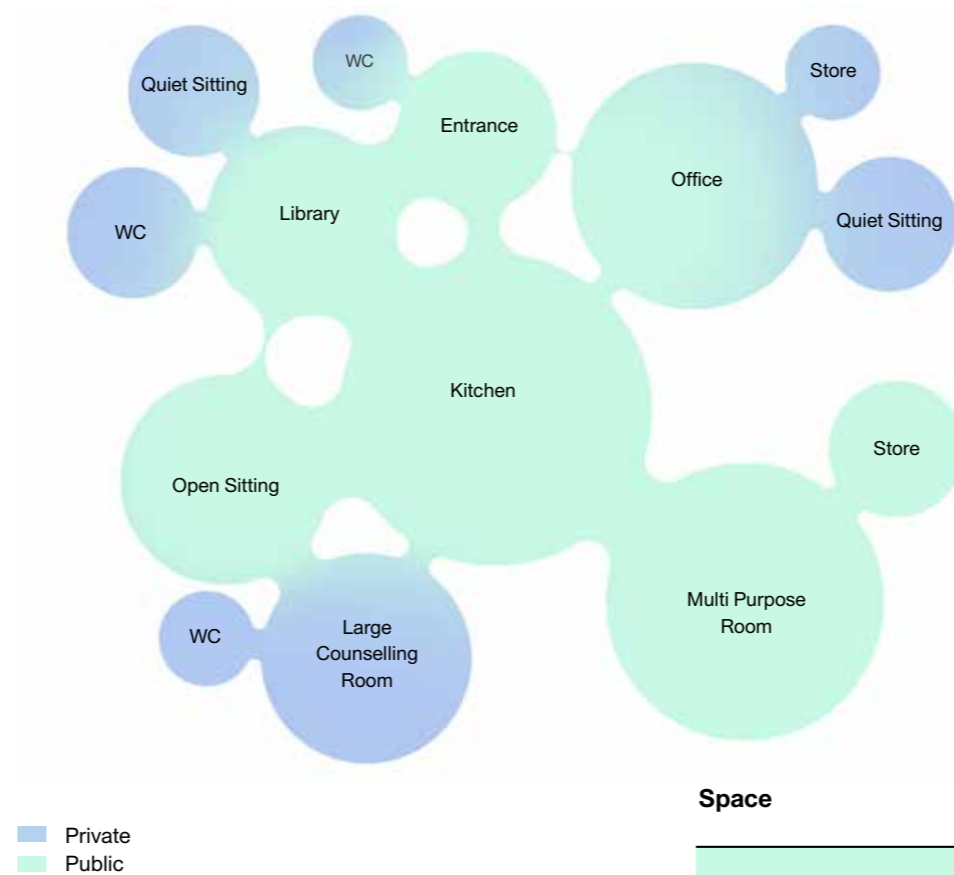 WC
Quiet Sitting
Store
Entrance
Office
Library
Quiet Sitting
WC
Kitchen
Store
Open Sitting
Multi Purpose
Room
WC
Large
Counselling
Room
Space
Private
Public